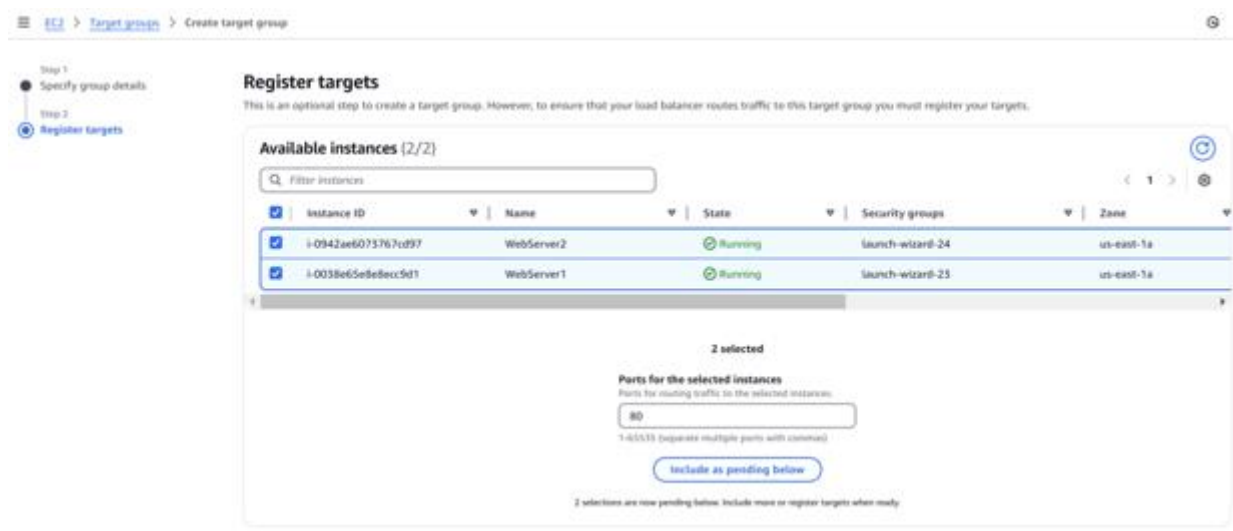 EC2 > Target groups > Create target group
Step 1
Specify group details
Step 2
Register targets
Register targets
This is an optional step to create a target group. However, to ensure that your load balancer routes traffic to this target group you must register your targets.
Available instances (2/2)
Filter instances
1
Instance ID Name State Security groups Zone
i-0942ae6073767cd97 WebServer2 Running launch-wizard-24 us-east-1a
i-0038e65e8e8ecc9d1 WebServer1 Running launch-wizard-23 us-east-1a
2 selected
Ports for the selected instances
Ports for routing traffic to the selected instances.
80
1-65535 (separate multiple ports with commas)
Include as pending below
2 selections are now pending below. Include more or register targets when ready.